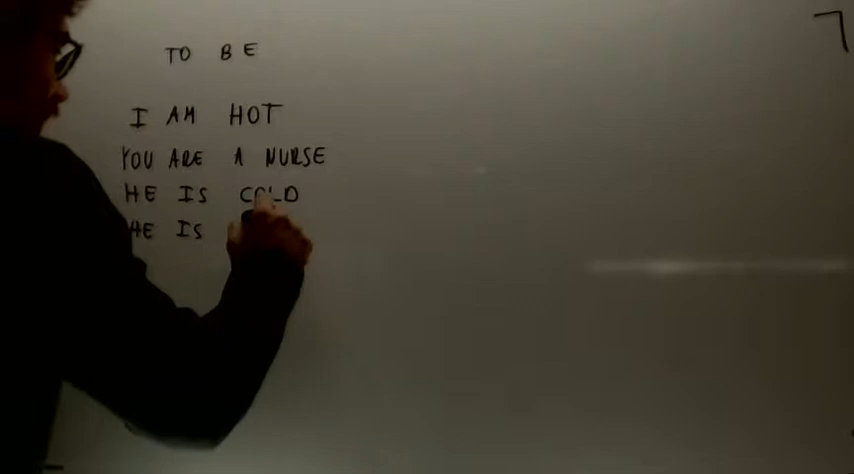 TO BE
I AM HOT
YOU ARE A NURSE
HE IS COLD
HE IS